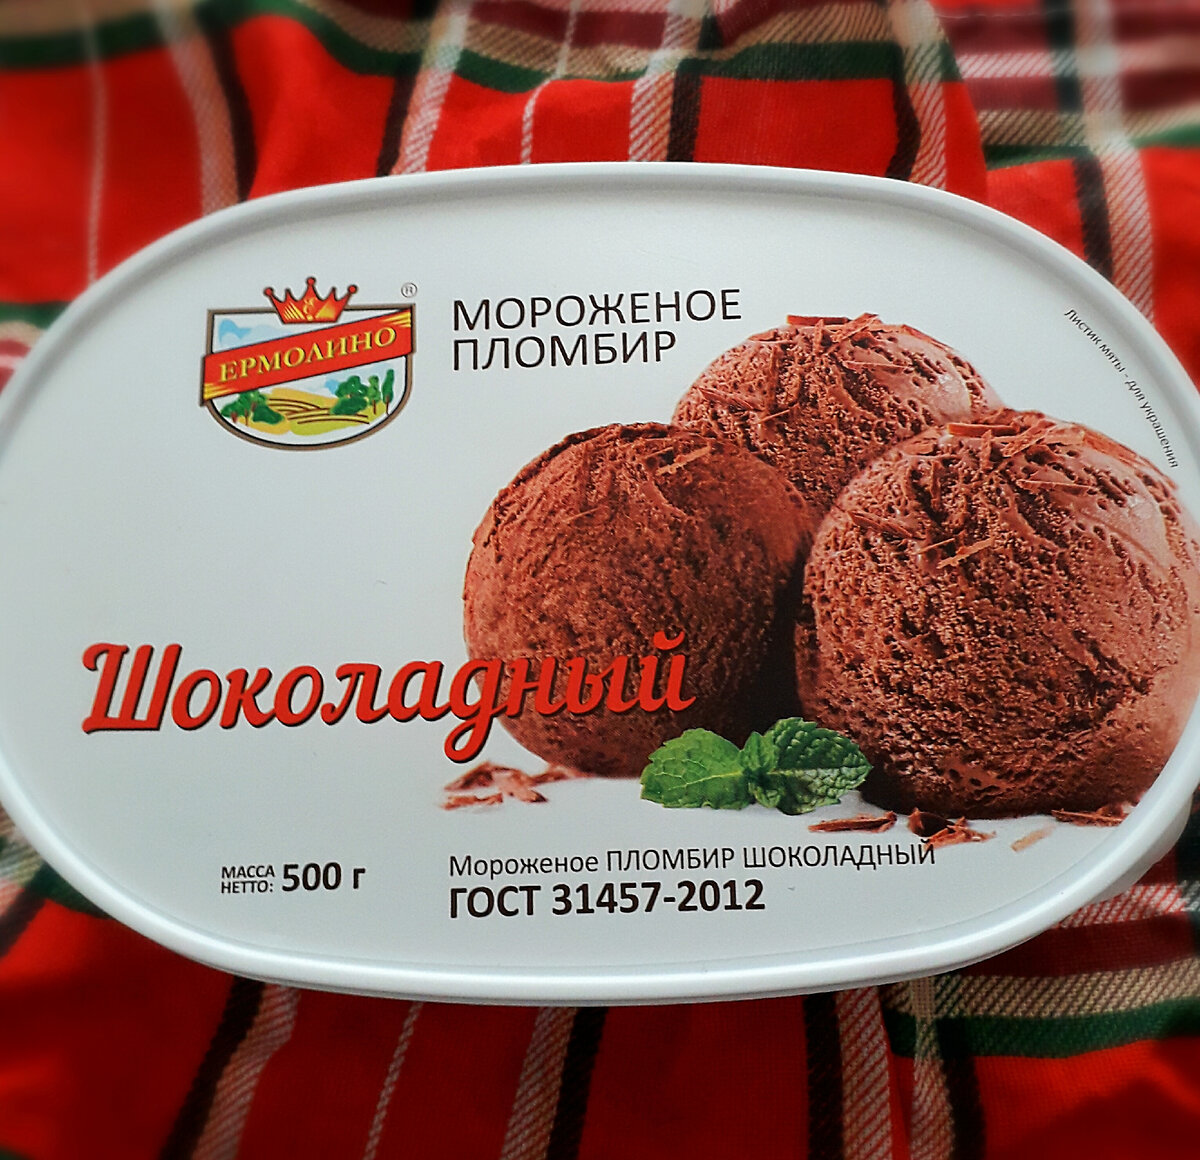 ЕРМОЛИНО
®
МОРОЖЕНОЕ
ПЛОМБИР
Листик мяты - для украшения
Шоколадный
МАССА
НЕТТО: 500 г
Мороженое ПЛОМБИР ШОКОЛАДНЫЙ
ГОСТ 31457-2012